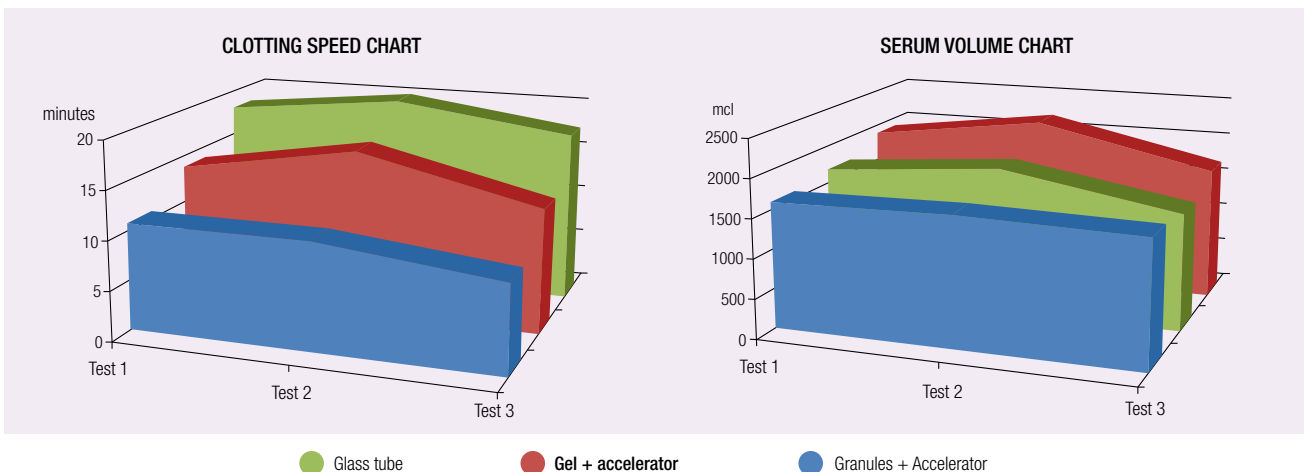 CLOTTING SPEED CHART
minutes
20
15
10
5
0
Test 1
Test 2
Test 3
SERUM VOLUME CHART
mcl
2500
2000
1500
1000
500
0
Test 1
Test 2
Test 3
Glass tube
Gel + accelerator
Granules + Accelerator